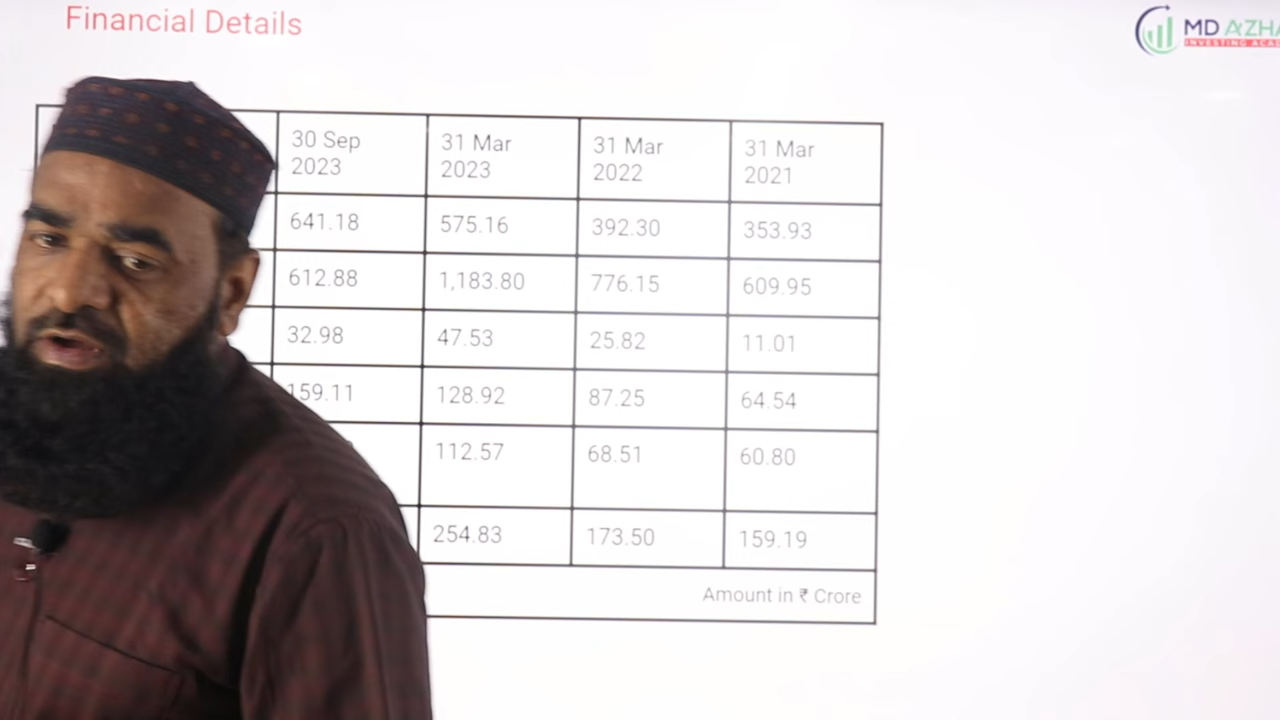 Financial Details
MD
INVESTING
30 Sep 31 Mar 31 Mar 31 Mar
2023 2023 2022 2021
641.18 575.16 392.30 353.93
612.88 1,183.80 776.15 609.95
32.98 47.53 25.82 11.01
159.11 128.92 87.25 64.54
112.57 68.51 60.80
254.83 173.50 159.19
Amount in ₹ Crore